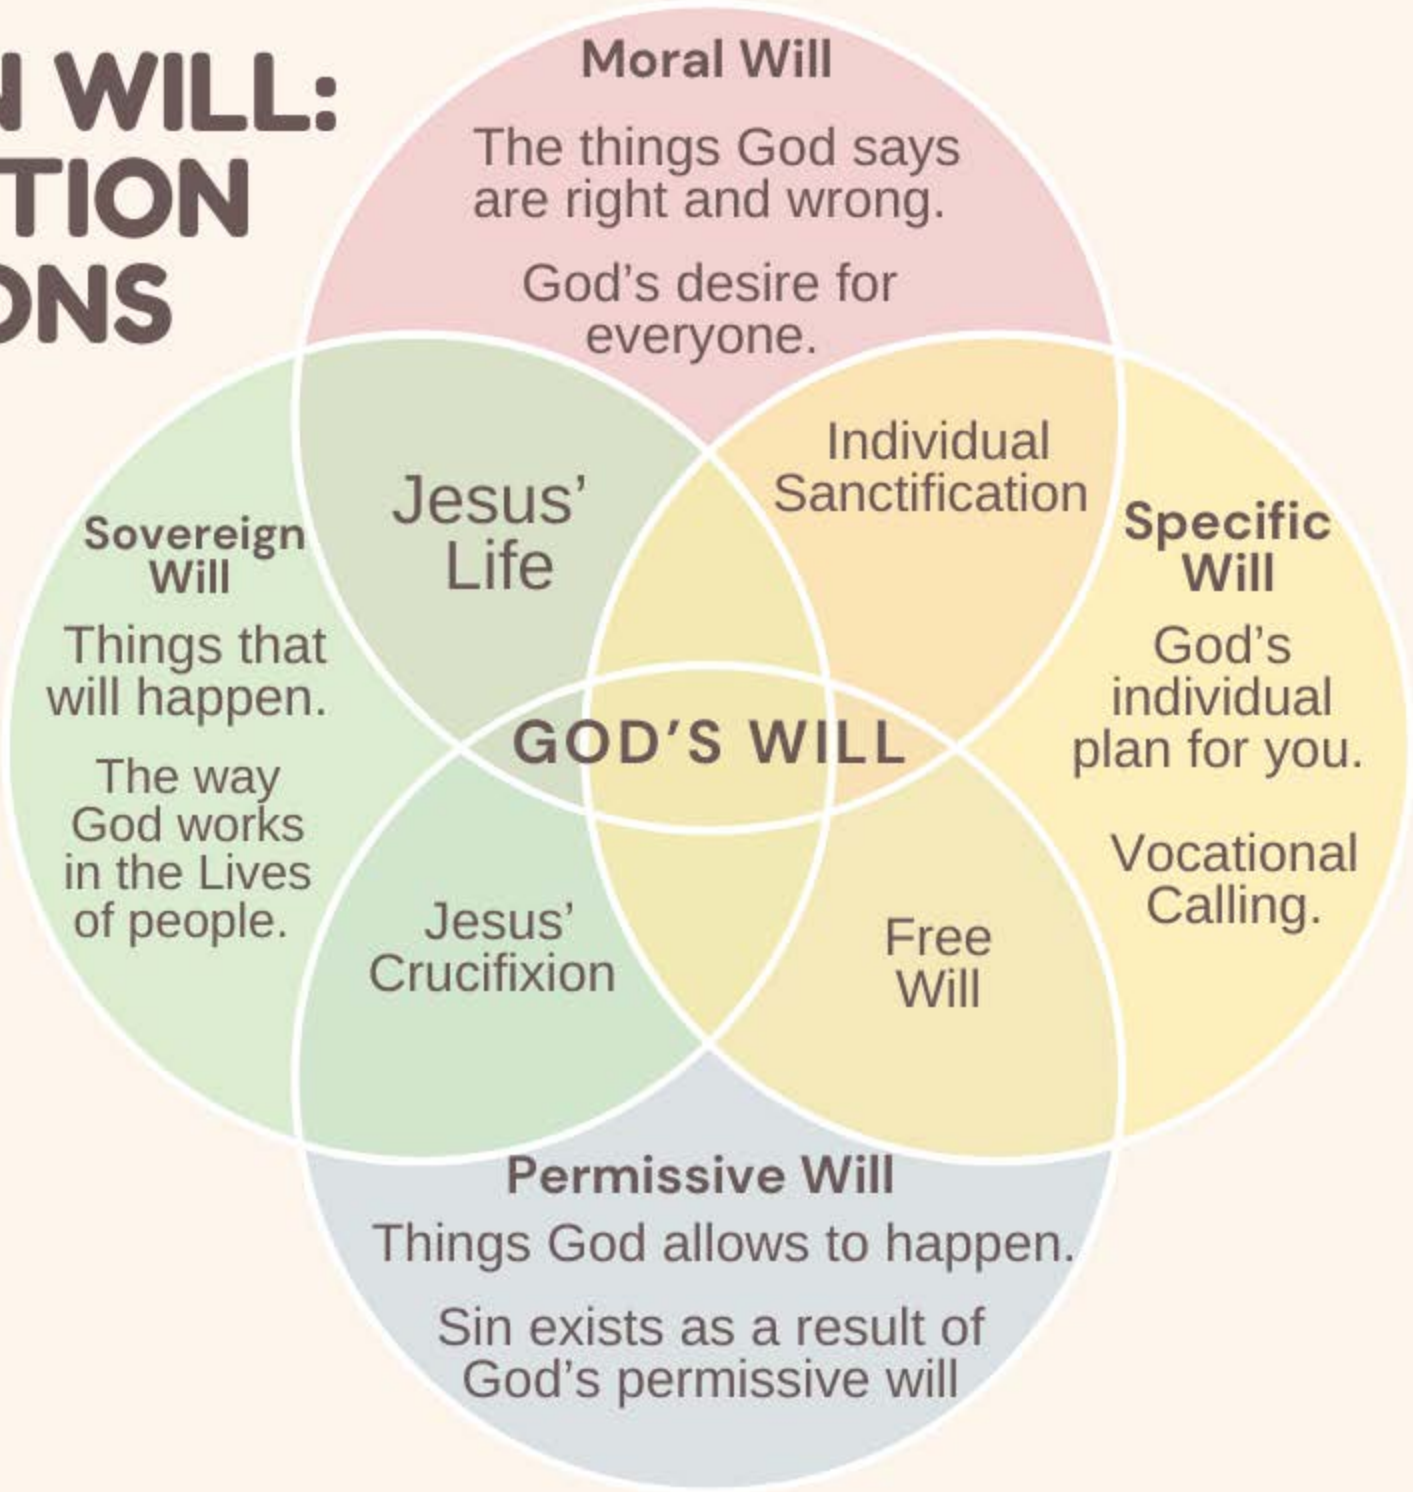 N WILL:
TION
ONS
Moral Will
The things God says
are right and wrong.
God's desire for
everyone.
Jesus'
Life
Individual
Sanctification
Sovereign
Will
Things that
will happen.
The way
God works
in the Lives
of people.
Specific
Will
God's
individual
plan for you.
Vocational
Calling.
GOD'S WILL
Jesus'
Crucifixion
Free
Will
Permissive Will
Things God allows to happen.
Sin exists as a result of
God's permissive will